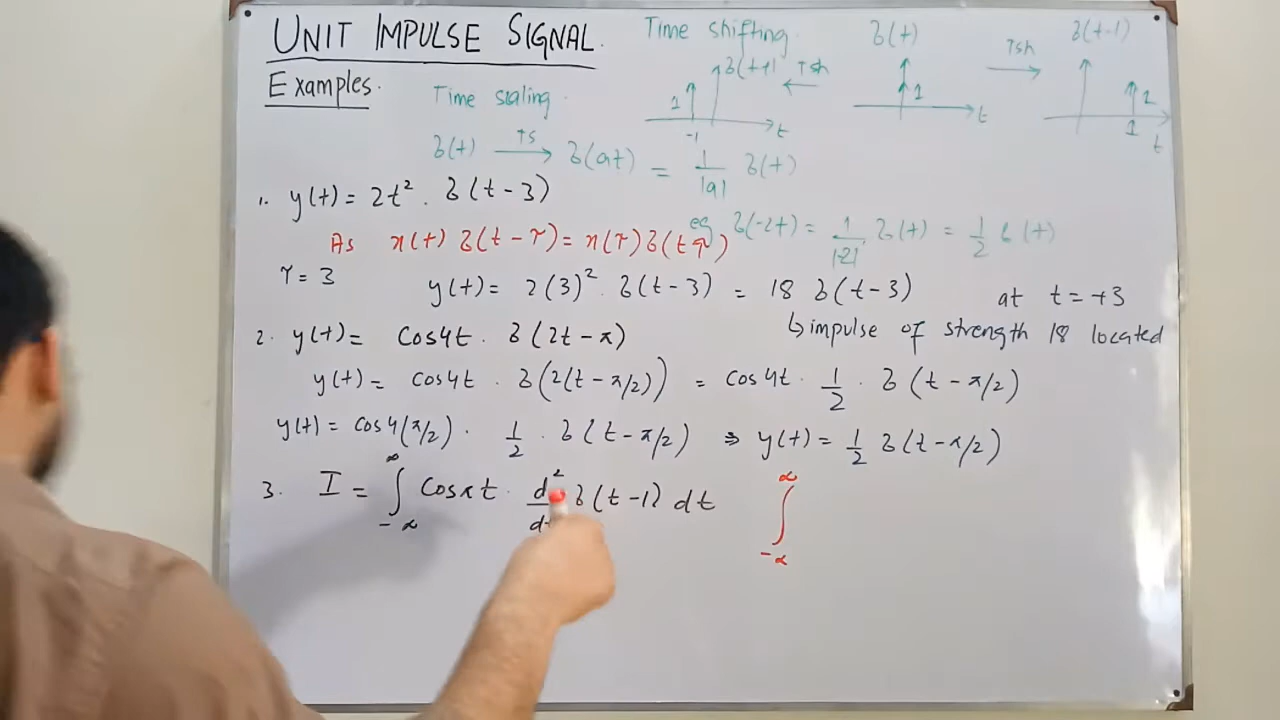 UNIT IMPULSE SIGNAL.
Examples.
Time shifting.
δ(t+1)
Tsh
1
-1
t
δ(t)
1
t
Tsh
δ(t-1)
1
1
t
Time scaling.
δ(t) TS→ δ(at) = 1/|a| δ(t)
eg δ(-2t) = 1/|-2| δ(t) = 1/2 δ(t)
1. y(t) = 2t² . δ(t-3)
As x(t) δ(t-τ) = x(τ) δ(t-τ)
τ = 3 y(t) = 2(3)² . δ(t-3) = 18 δ(t-3)
↳ impulse of strength 18 located
at t = +3
2. y(t) = Cos4t . δ(2t-π)
y(t) = cos4t . δ(2(t-π/2)) = cos4t . 1/2 . δ(t-π/2)
y(t) = cos4(π/2) . 1/2 . δ(t-π/2) ⇒ y(t) = 1/2 δ(t-π/2)
3. I = ∫_{-∞}^{∞} Cosπt . d²/dt δ(t-1) dt
∫_{-∞}^{∞}